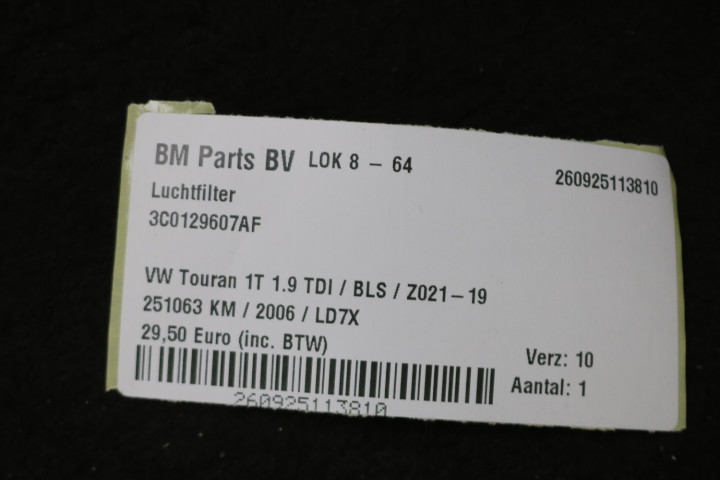 BM Parts BV LOK 8 - 64
260925113810
Luchtfilter
3C0129607AF
VW Touran 1T 1.9 TDI / BLS / Z021-19
251063 KM / 2006 / LD7X
29,50 Euro (inc. BTW)
Verz: 10
Aantal: 1
260925113810